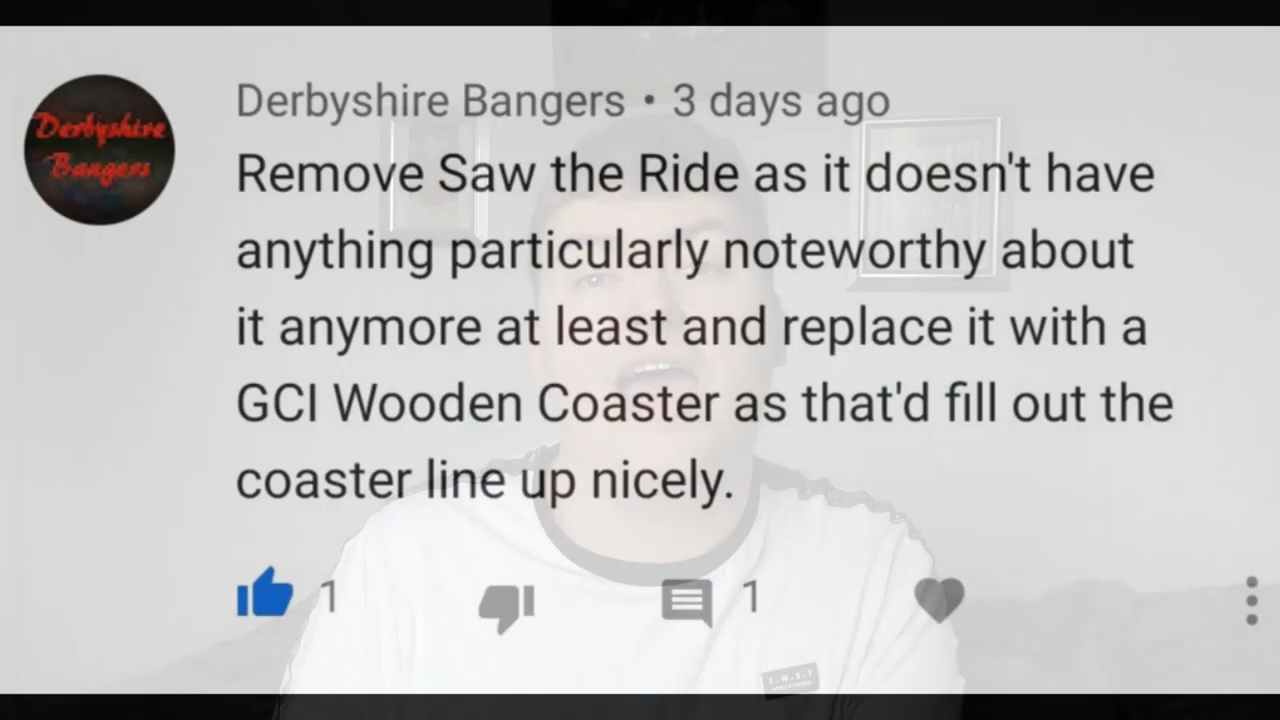 Derbyshire Bangers
Derbyshire Bangers • 3 days ago
Remove Saw the Ride as it doesn't have
anything particularly noteworthy about
it anymore at least and replace it with a
GCI Wooden Coaster as that'd fill out the
coaster line up nicely.
1 1